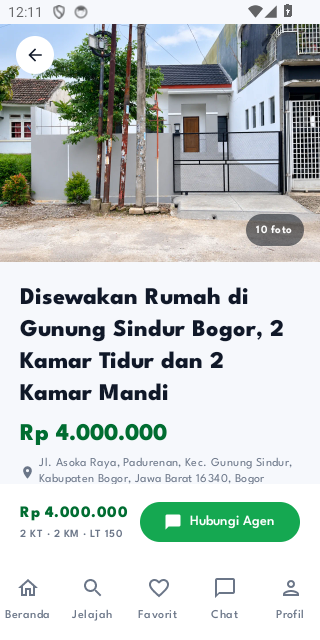 12:11
10 foto
Disewakan Rumah di
Gunung Sindur Bogor, 2
Kamar Tidur dan 2
Kamar Mandi
Rp 4.000.000
Jl. Asoka Raya, Padurenan, Kec. Gunung Sindur,
Kabupaten Bogor, Jawa Barat 16340, Bogor
Rp 4.000.000
2 KT · 2 KM · LT 150
Hubungi Agen
Beranda Jelajah Favorit Chat Profil